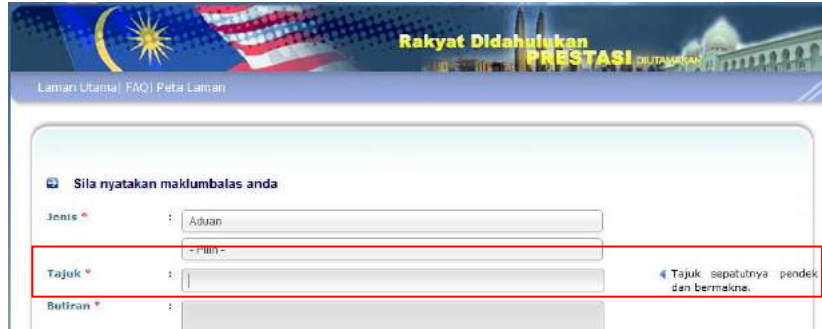 Rakyat Didahulukan
PRESTASI DIUTAMAKAN
Laman Utama| FAQ| Peta Laman
Sila nyatakan maklumbalas anda
Jenis * : Aduan
- Pilih -
Tajuk * :
Tajuk sepatutnya pendek
dan bermakna.
Butiran * :